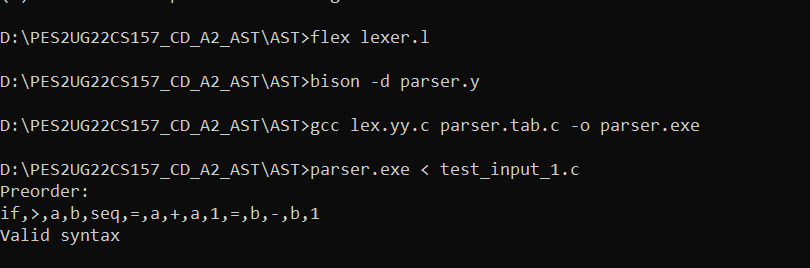 D:\PES2UG22CS157_CD_A2_AST\AST>flex lexer.l
D:\PES2UG22CS157_CD_A2_AST\AST>bison -d parser.y
D:\PES2UG22CS157_CD_A2_AST\AST>gcc lex.yy.c parser.tab.c -o parser.exe
D:\PES2UG22CS157_CD_A2_AST\AST>parser.exe < test_input_1.c
Preorder:
if,>,a,b,seq,=,a,+,a,1,=,b,-,b,1
Valid syntax